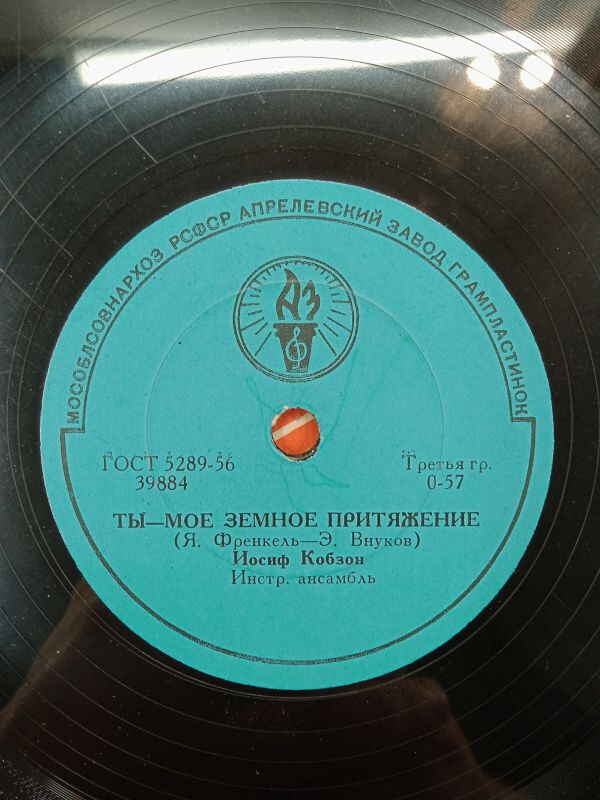 МОСОБЛСОВНАРХОЗ РСФСР АПРЕЛЕВСКИЙ ЗАВОД ГРАМПЛАСТИНОК
АЗ
ГОСТ 5289-56
39884
Третья гр.
0-57
ТЫ—МОЕ ЗЕМНОЕ ПРИТЯЖЕНИЕ
(Я. Френкель—Э. Внуков)
Иосиф Кобзон
Инстр. ансамбль